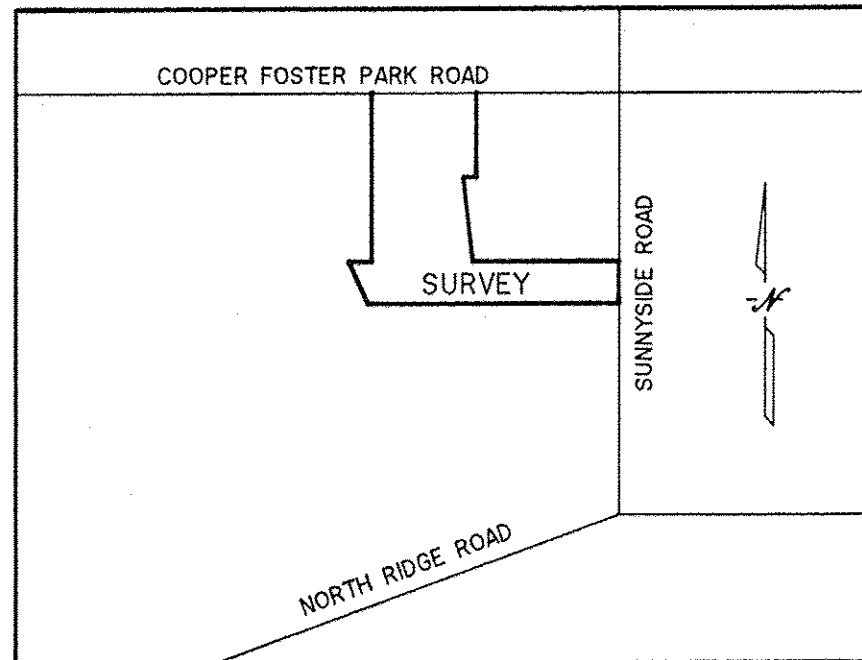 COOPER FOSTER PARK ROAD
SUNNYSIDE ROAD
N
SURVEY
NORTH RIDGE ROAD